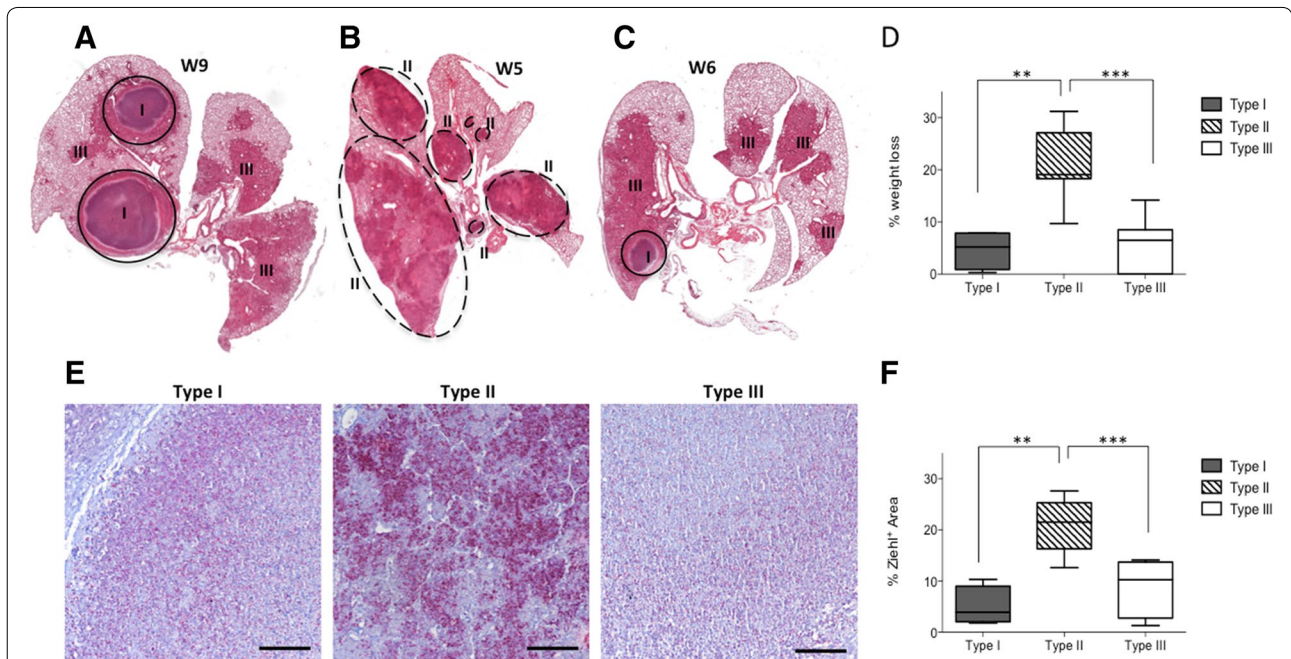 A
W9
I
III
III
I
III
B
II
W5
II
II
II
II
II
C
W6
III
III
III
III
I
D
** ***
% weight loss
30
20
10
0
Type I Type II Type III
Type I
Type II
Type III
E
Type I Type II Type III
F
** ***
% Ziehl⁺ Area
30
20
10
0
Type I Type II Type III
Type I
Type II
Type III